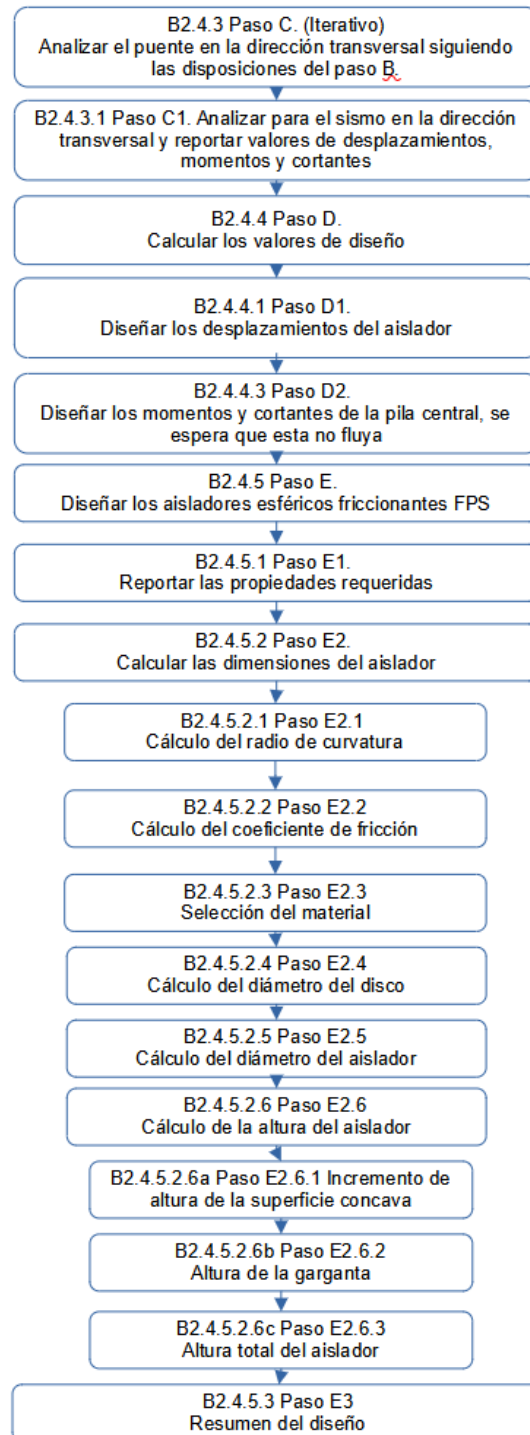 B2.4.3 Paso C. (Iterativo)
Analizar el puente en la dirección transversal siguiendo
las disposiciones del paso B.
B2.4.3.1 Paso C1. Analizar para el sismo en la dirección
transversal y reportar valores de desplazamientos,
momentos y cortantes
B2.4.4 Paso D.
Calcular los valores de diseño
B2.4.4.1 Paso D1.
Diseñar los desplazamientos del aislador
B2.4.4.3 Paso D2.
Diseñar los momentos y cortantes de la pila central, se
espera que esta no fluya
B2.4.5 Paso E.
Diseñar los aisladores esféricos friccionantes FPS
B2.4.5.1 Paso E1.
Reportar las propiedades requeridas
B2.4.5.2 Paso E2.
Calcular las dimensiones del aislador
B2.4.5.2.1 Paso E2.1
Cálculo del radio de curvatura
B2.4.5.2.2 Paso E2.2
Cálculo del coeficiente de fricción
B2.4.5.2.3 Paso E2.3
Selección del material
B2.4.5.2.4 Paso E2.4
Cálculo del diámetro del disco
B2.4.5.2.5 Paso E2.5
Cálculo del diámetro del aislador
B2.4.5.2.6 Paso E2.6
Cálculo de la altura del aislador
B2.4.5.2.6a Paso E2.6.1 Incremento de
altura de la superficie concava
B2.4.5.2.6b Paso E2.6.2
Altura de la garganta
B2.4.5.2.6c Paso E2.6.3
Altura total del aislador
B2.4.5.3 Paso E3
Resumen del diseño